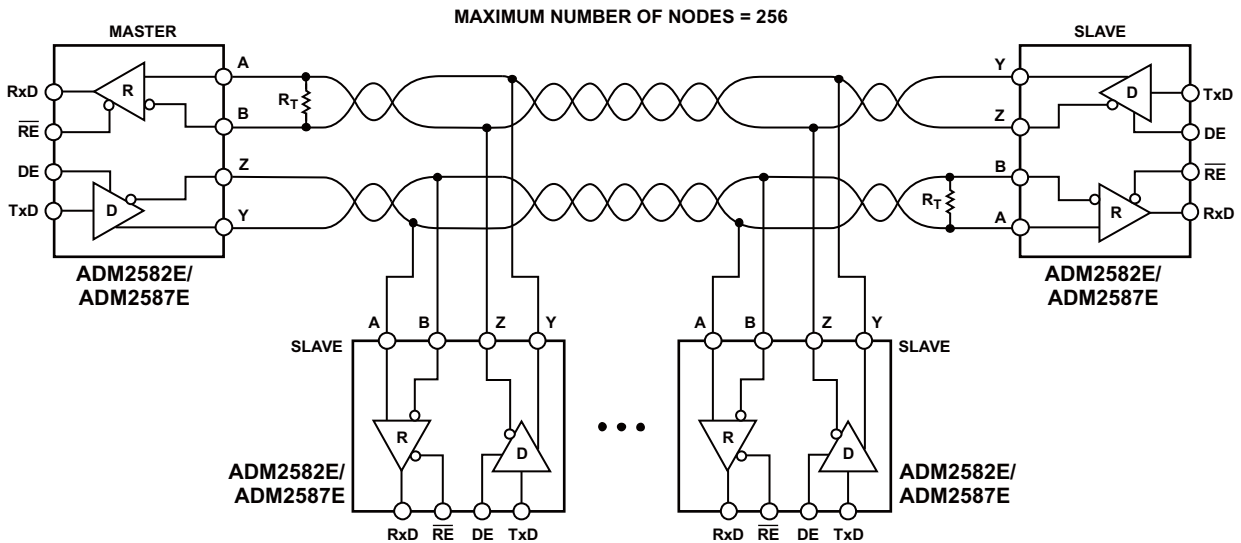 MAXIMUM NUMBER OF NODES = 256
MASTER
SLAVE
A
Y
RxD
R
R_T
D
TxD
B
Z
RE
DE
DE
Z
B
RE
TxD
D
R_T
R
RxD
Y
A
ADM2582E/
ADM2587E
ADM2582E/
ADM2587E
A
B
Z
Y
A
B
Z
Y
SLAVE
SLAVE
R
D
• • •
R
D
ADM2582E/
ADM2587E
ADM2582E/
ADM2587E
RxD
RE
DE
TxD
RxD
RE
DE
TxD